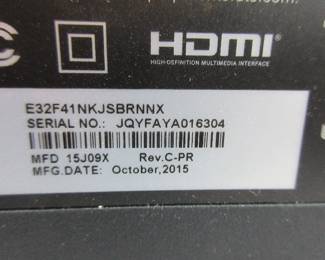 HDMI
HIGH-DEFINITION MULTIMEDIA INTERFACE
E32F41NKJSBRNNX
SERIAL NO.: JQYFAYA016304
MFD 15J09X Rev.C-PR
MFG.DATE: October,2015